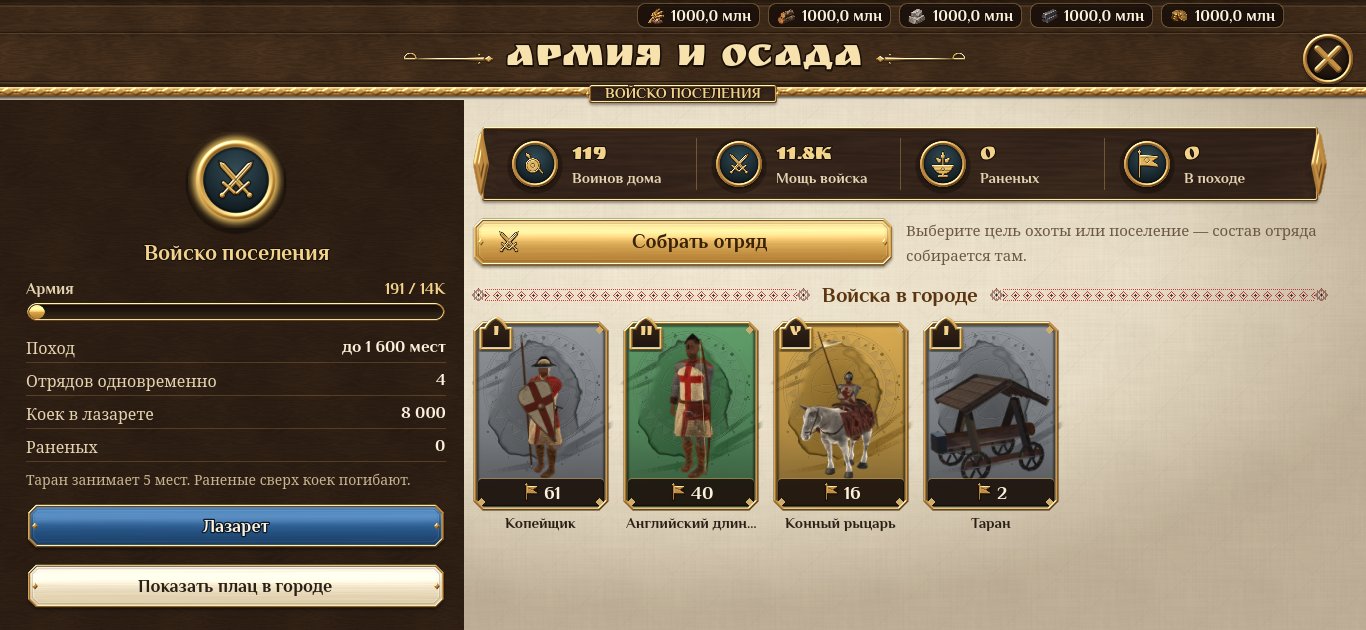 1000,0 млн 1000,0 млн 1000,0 млн 1000,0 млн 1000,0 млн
АРМИЯ И ОСАДА
ВОЙСКО ПОСЕЛЕНИЯ
Войско поселения
Армия 191 / 14K
Поход до 1 600 мест
Отрядов одновременно 4
Коек в лазарете 8 000
Раненых 0
Таран занимает 5 мест. Раненые сверх коек погибают.
Лазарет
Показать плац в городе
119 11.8K 0 0
Воинов дома Мощь войска Раненых В походе
Собрать отряд
Выберите цель охоты или поселение — состав отряда
собирается там.
Войска в городе
I II V I
61 40 16 2
Копейщик Английский длин... Конный рыцарь Таран